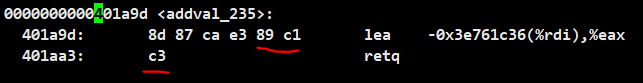 0000000000401a9d <addval_235>:
401a9d: 8d 87 ca e3 89 c1 lea -0x3e761c36(%rdi),%eax
401aa3: c3 retq